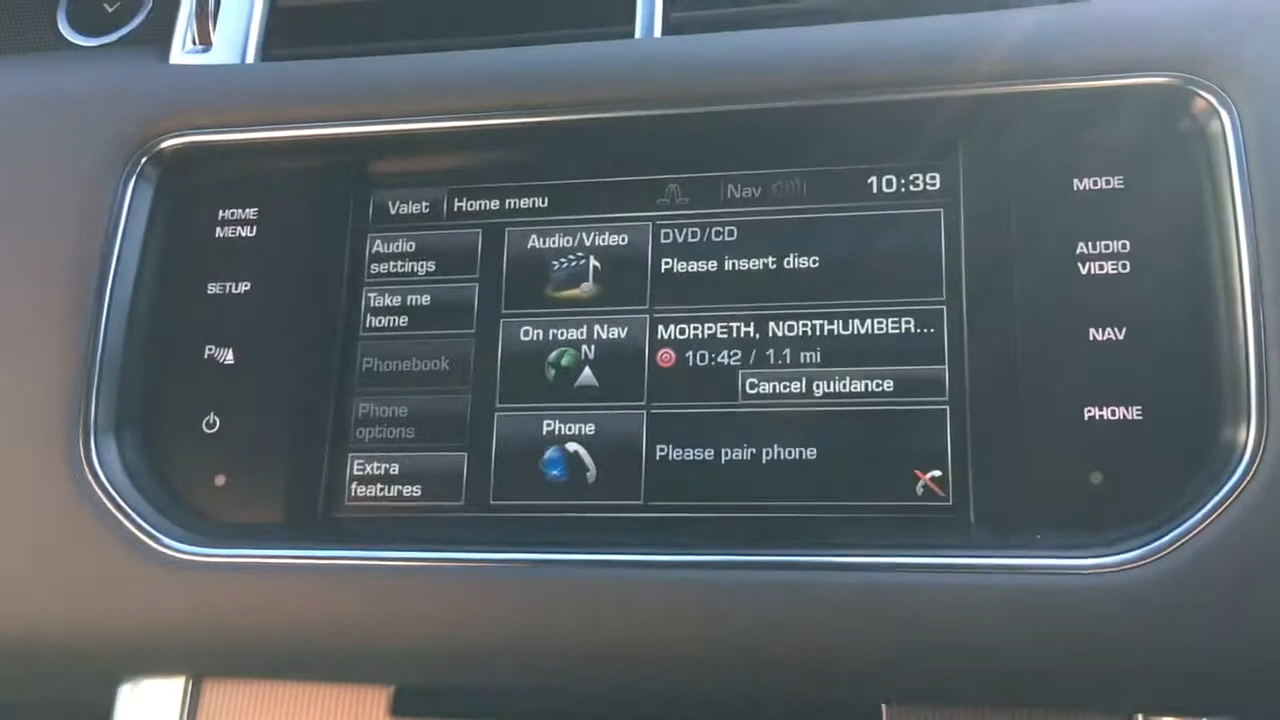 HOME
MENU
SETUP
Valet
Home menu
Nav
10:39
Audio
settings
Take me
home
Phonebook
Phone
options
Extra
features
Audio/Video
DVD/CD
Please insert disc
On road Nav
N
MORPETH, NORTHUMBER...
10:42 / 1.1 mi
Cancel guidance
Phone
Please pair phone
MODE
AUDIO
VIDEO
NAV
PHONE